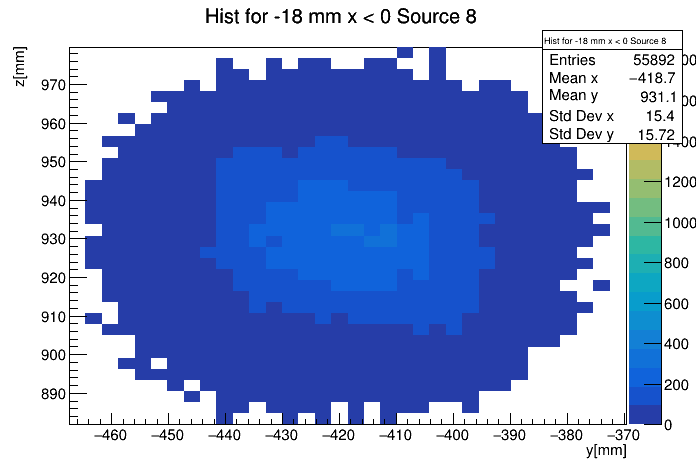 Hist for -18 mm x < 0 Source 8
z[mm]
Hist for -18 mm x < 0 Source 8
Entries 55892
Mean x −418.7
Mean y 931.1
Std Dev x 15.4
Std Dev y 15.72
970
960
950
940
930
920
910
900
890
1200
1000
800
600
400
200
0
−460 −450 −440 −430 −420 −410 −400 −390 −380 −370
y[mm]